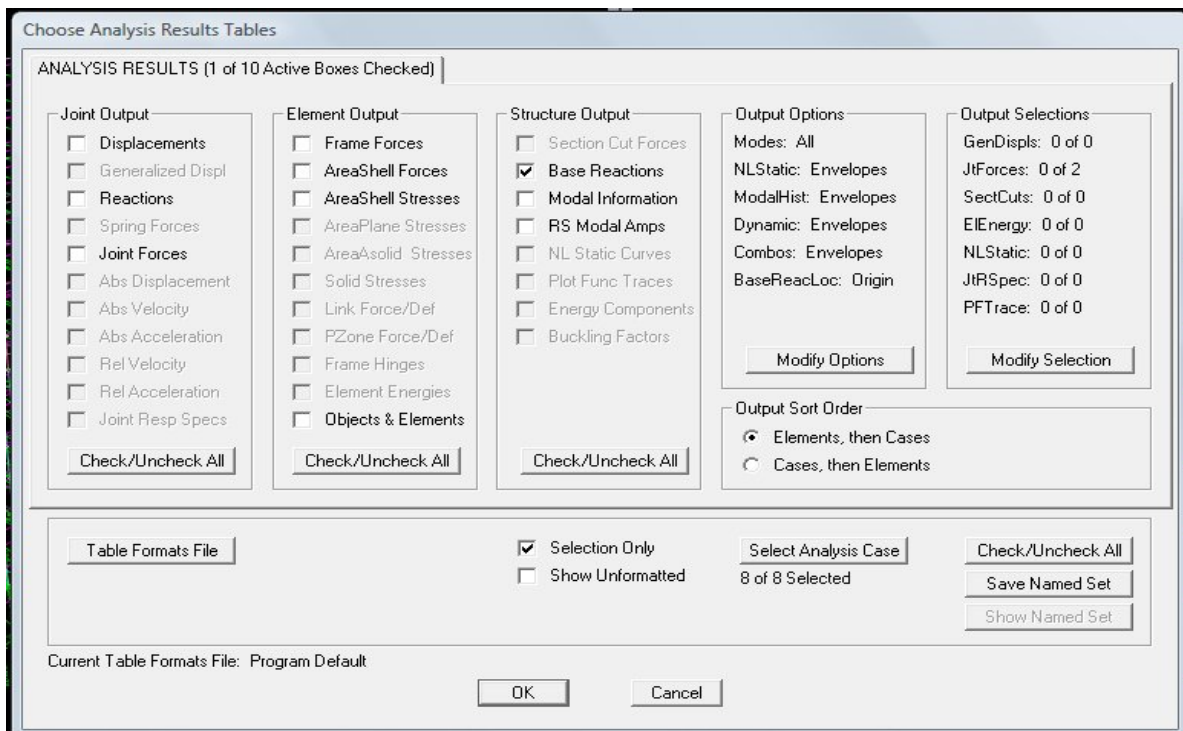 Choose Analysis Results Tables
ANALYSIS RESULTS (1 of 10 Active Boxes Checked)
Joint Output
Displacements
Generalized Displ
Reactions
Spring Forces
Joint Forces
Abs Displacement
Abs Velocity
Abs Acceleration
Rel Velocity
Rel Acceleration
Joint Resp Specs
Check/Uncheck All
Element Output
Frame Forces
AreaShell Forces
AreaShell Stresses
AreaPlane Stresses
AreaAsolid Stresses
Solid Stresses
Link Force/Def
PZone Force/Def
Frame Hinges
Element Energies
Objects & Elements
Check/Uncheck All
Structure Output
Section Cut Forces
Base Reactions
Modal Information
RS Modal Amps
NL Static Curves
Plot Func Traces
Energy Components
Buckling Factors
Check/Uncheck All
Output Options
Modes: All
NLStatic: Envelopes
ModalHist: Envelopes
Dynamic: Envelopes
Combos: Envelopes
BaseReacLoc: Origin
Modify Options
Output Selections
GenDispls: 0 of 0
JtForces: 0 of 2
SectCuts: 0 of 0
ElEnergy: 0 of 0
NLStatic: 0 of 0
JtRSpec: 0 of 0
PFTrace: 0 of 0
Modify Selection
Output Sort Order
Elements, then Cases
Cases, then Elements
Table Formats File
Selection Only
Show Unformatted
Select Analysis Case
8 of 8 Selected
Check/Uncheck All
Save Named Set
Show Named Set
Current Table Formats File: Program Default
OK
Cancel